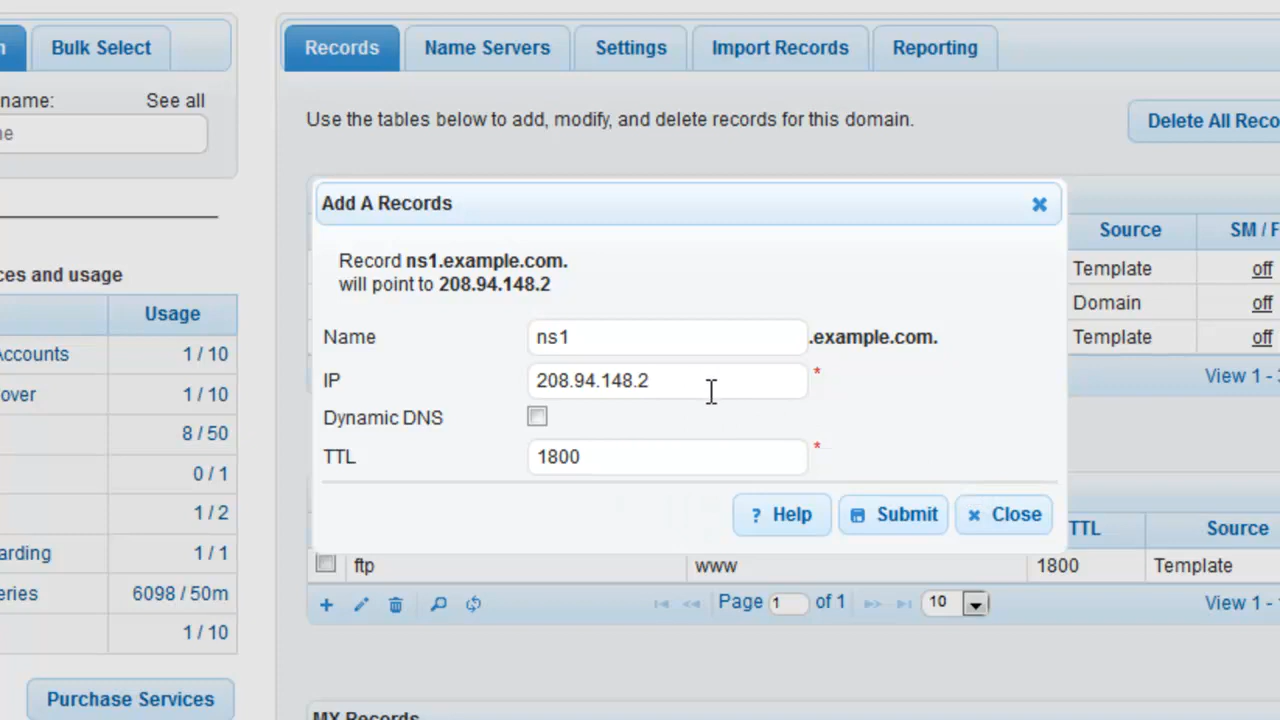 n
Bulk Select
Records
Name Servers
Settings
Import Records
Reporting
name:
See all
ne
Use the tables below to add, modify, and delete records for this domain.
Delete All Reco
Add A Records
Record ns1.example.com.
will point to 208.94.148.2
Name
ns1
.example.com.
IP
208.94.148.2
*
Dynamic DNS
TTL
1800
*
? Help
Submit
Close
Source
SM / F
Template
off
Domain
off
Template
off
View 1 - 3
ces and usage
Usage
Accounts
1 / 10
over
1 / 10
8 / 50
0 / 1
1 / 2
arding
1 / 1
eries
6098 / 50m
1 / 10
Purchase Services
TTL
Source
ftp
www
1800
Template
Page 1 of 1
10
View 1 - 1
MX Records